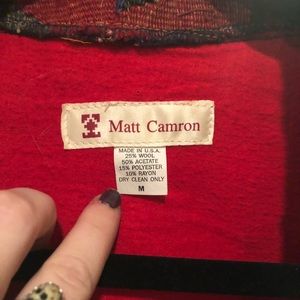 Matt Camron
MADE IN U.S.A.
25% WOOL
50% ACETATE
15% POLYESTER
10% RAYON
DRY CLEAN ONLY
M